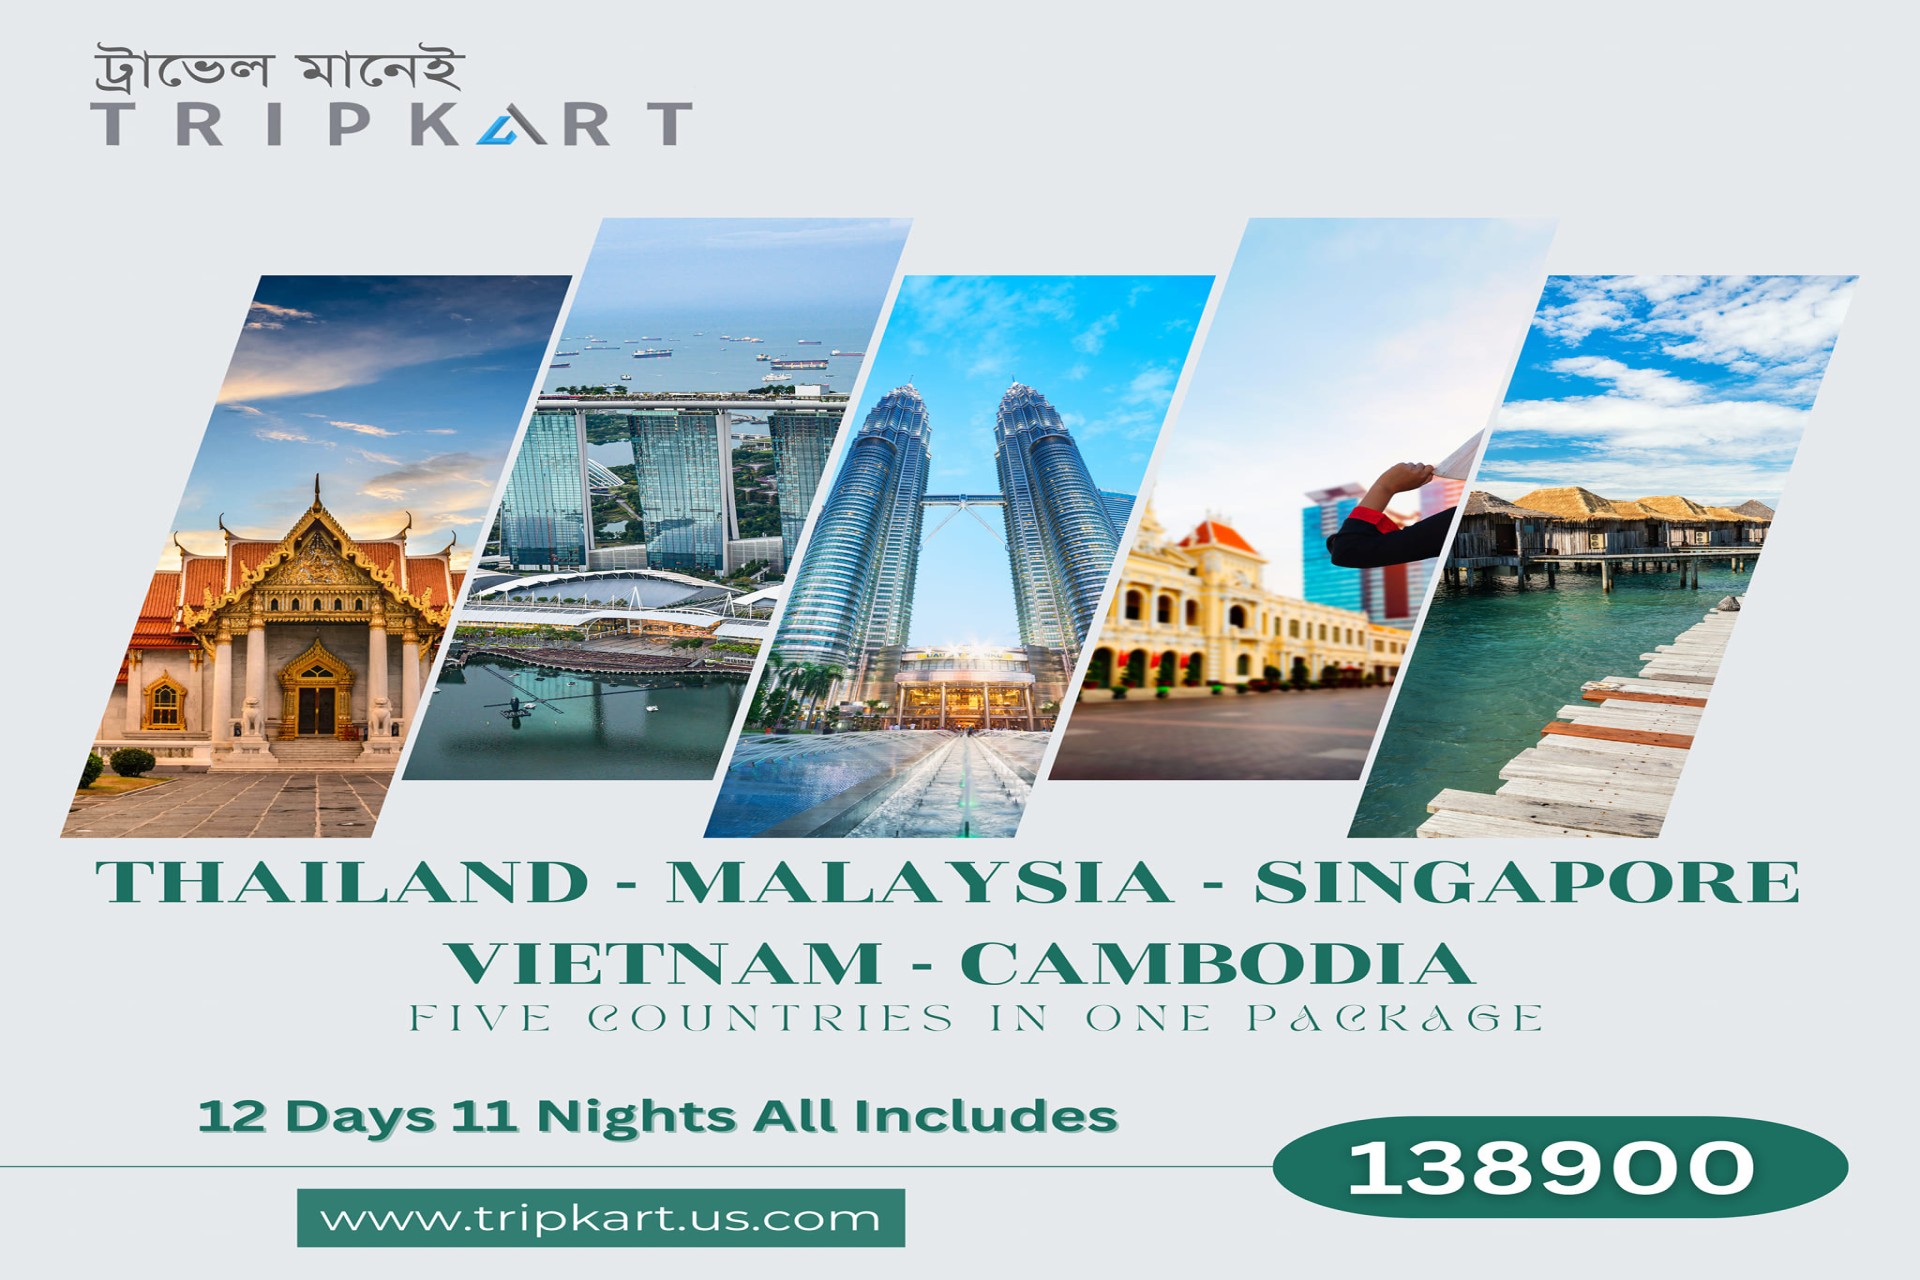 ট্রাভেল মানেই
TRIPKART
THAILAND - MALAYSIA - SINGAPORE
VIETNAM - CAMBODIA
FIVE COUNTRIES IN ONE PACKAGE
12 Days 11 Nights All Includes
138900
www.tripkart.us.com